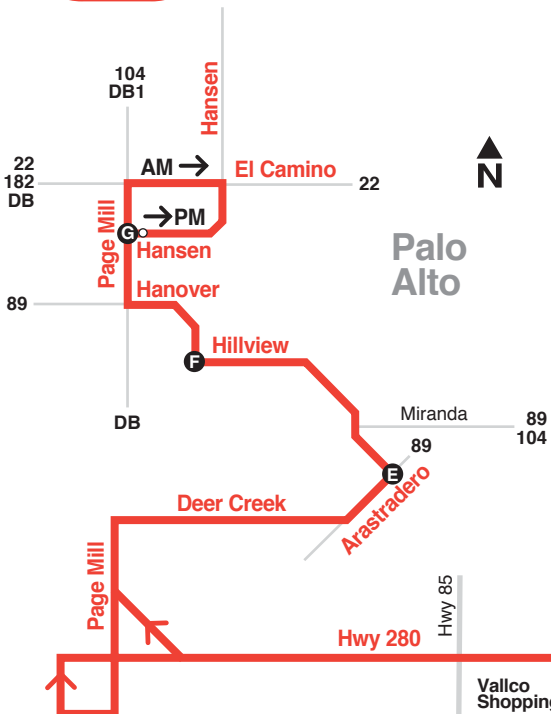 104
DB1
Hansen
22
182
DB
AM
El Camino
22
N
PM
G
Hansen
Page Mill
Palo
Alto
89
Hanover
F
Hillview
DB
Miranda
89
104
89
E
Arastradero
Deer Creek
Page Mill
Hwy 85
Hwy 280
Vallco
Shopping